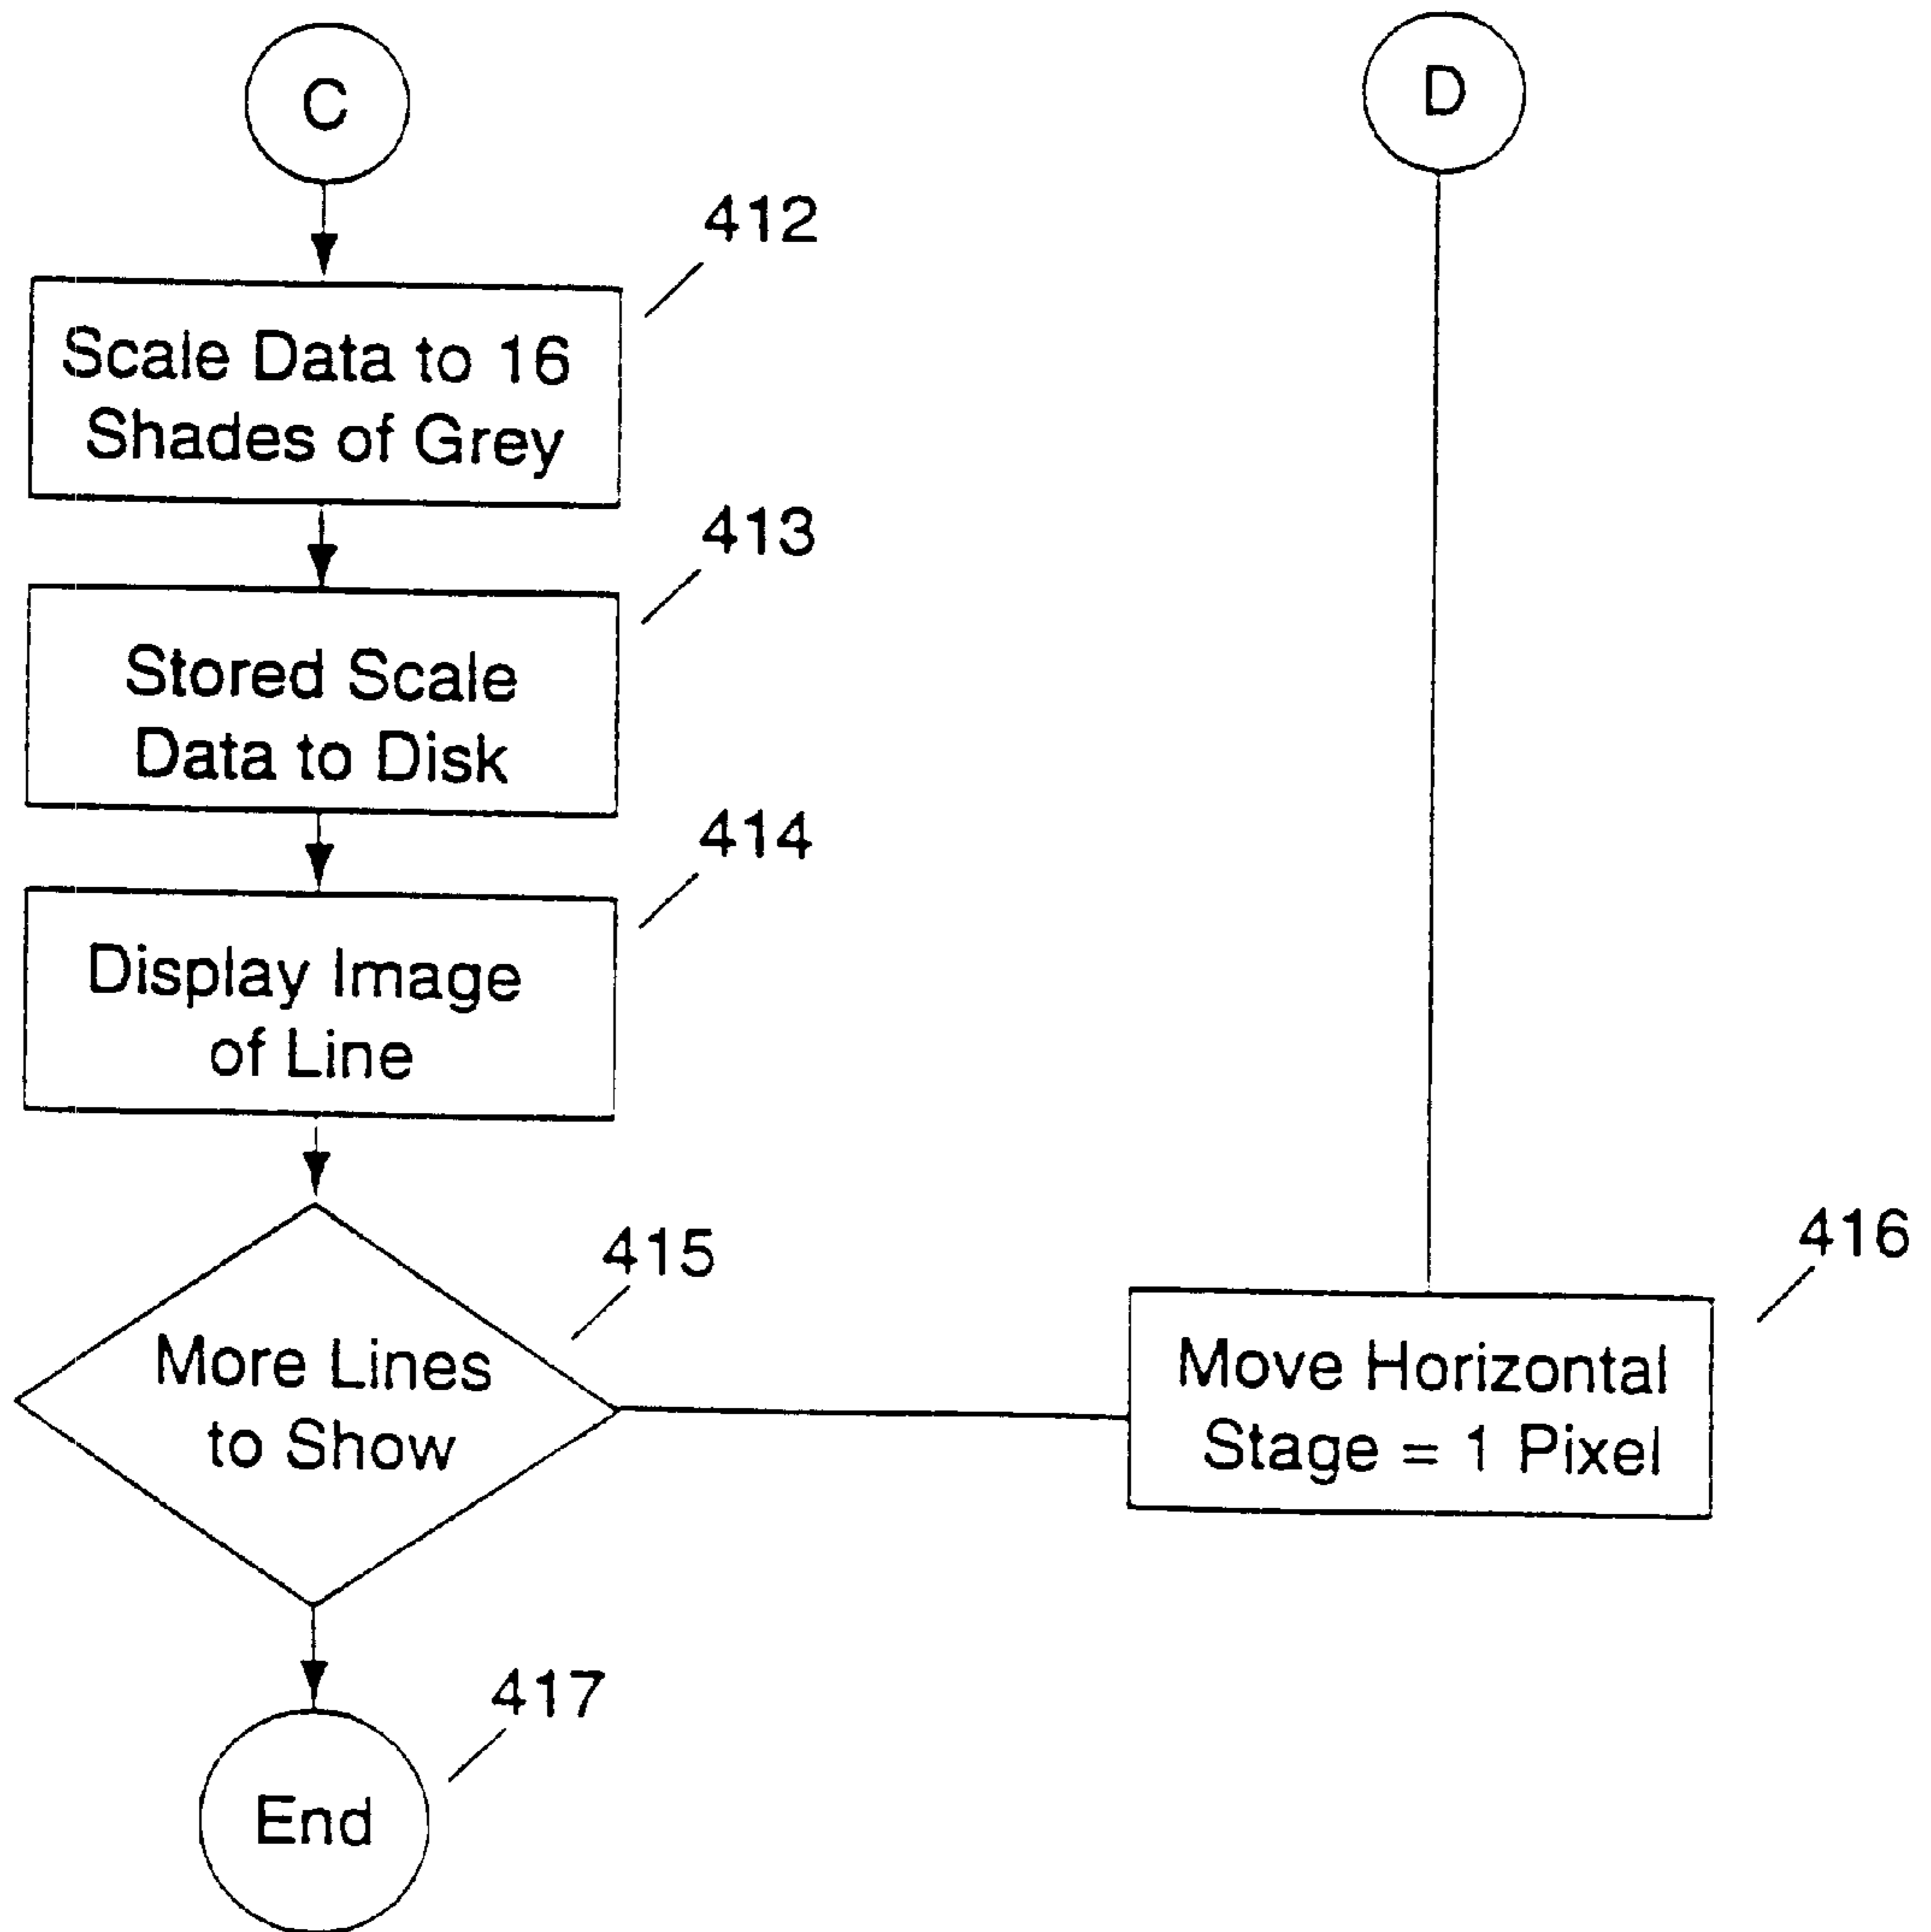 C
D
412
Scale Data to 16
Shades of Grey
413
Stored Scale
Data to Disk
414
Display Image
of Line
415
More Lines
to Show
416
Move Horizontal
Stage = 1 Pixel
417
End